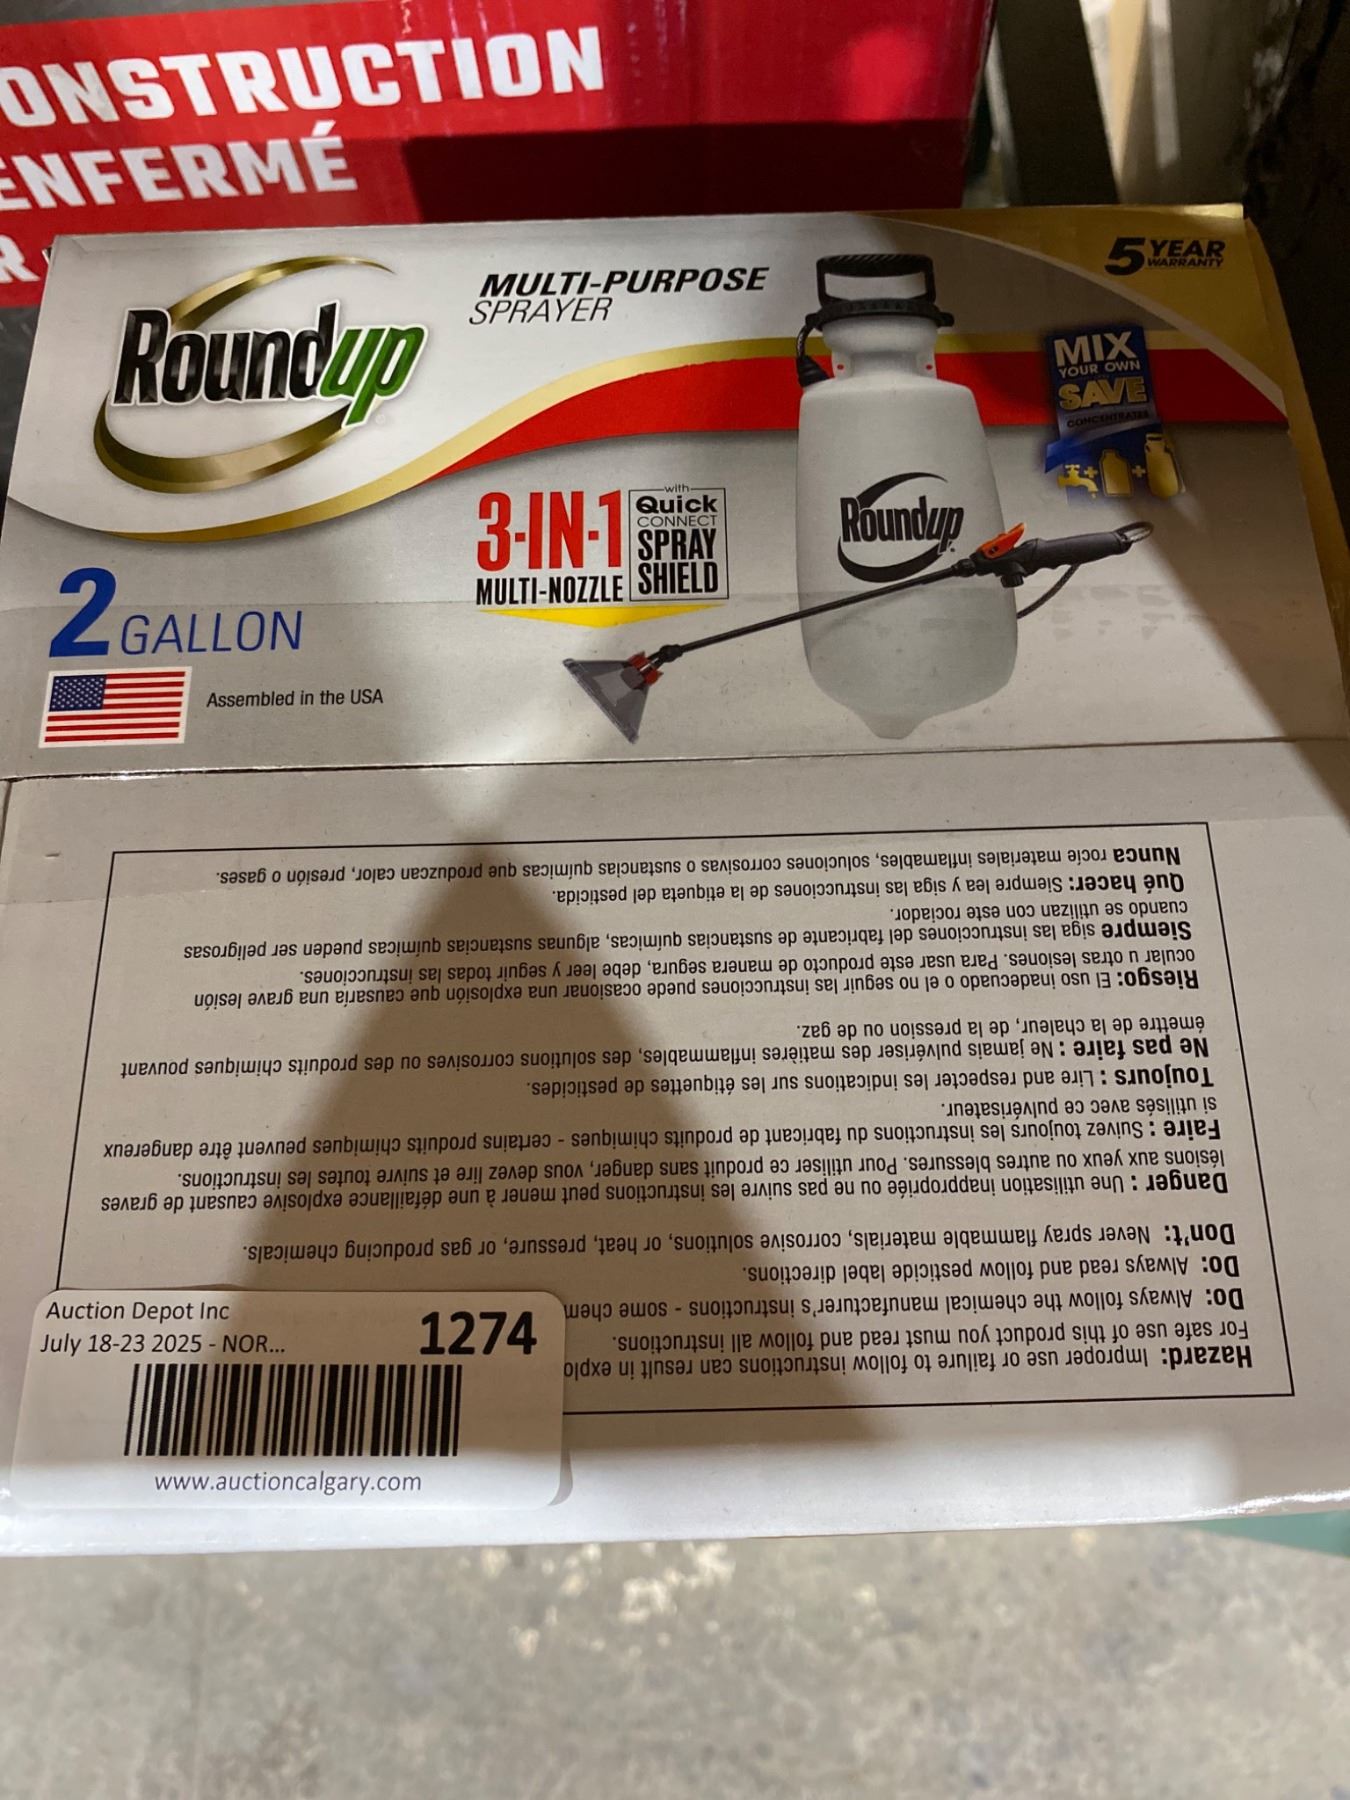 ONSTRUCTION
ENFERMÉ
R
Roundup
MULTI-PURPOSE
SPRAYER
5 YEAR
WARRANTY
MIX
YOUR OWN
SAVE
CONCENTRATES
3-IN-1
MULTI-NOZZLE
with
Quick
CONNECT
SPRAY
SHIELD
Roundup
2 GALLON
Assembled in the USA
Hazard: Improper use or failure to follow instructions can result in explo
For safe use of this product you must read and follow all instructions.
Do: Always follow the chemical manufacturer's instructions - some chem
Do: Always read and follow pesticide label directions.
Don't: Never spray flammable materials, corrosive solutions, or heat, pressure, or gas producing chemicals.
Danger : Une utilisation inappropriée ou ne pas suivre les instructions peut mener à une défaillance explosive causant de graves
lésions aux yeux ou autres blessures. Pour utiliser ce produit sans danger, vous devez lire et suivre toutes les instructions.
Faire : Suivez toujours les instructions du fabricant de produits chimiques - certains produits chimiques peuvent être dangereux
si utilisés avec ce pulvérisateur.
Toujours : Lire and respecter les indications sur les étiquettes de pesticides.
Ne pas faire : Ne jamais pulvériser des matières inflammables, des solutions corrosives ou des produits chimiques pouvant
émettre de la chaleur, de la pression ou de gaz.
Riesgo: El uso inadecuado o el no seguir las instrucciones puede ocasionar una explosión que causaría una grave lesión
ocular u otras lesiones. Para usar este producto de manera segura, debe leer y seguir todas las instrucciones.
Siempre siga las instrucciones del fabricante de sustancias químicas, algunas sustancias químicas pueden ser peligrosas
cuando se utilizan con este rociador.
Qué hacer: Siempre lea y siga las instrucciones de la etiqueta del pesticida.
Nunca rocíe materiales inflamables, soluciones corrosivas o sustancias químicas que produzcan calor, presión o gases.
Auction Depot Inc
July 18-23 2025 - NOR...
1274
www.auctioncalgary.com